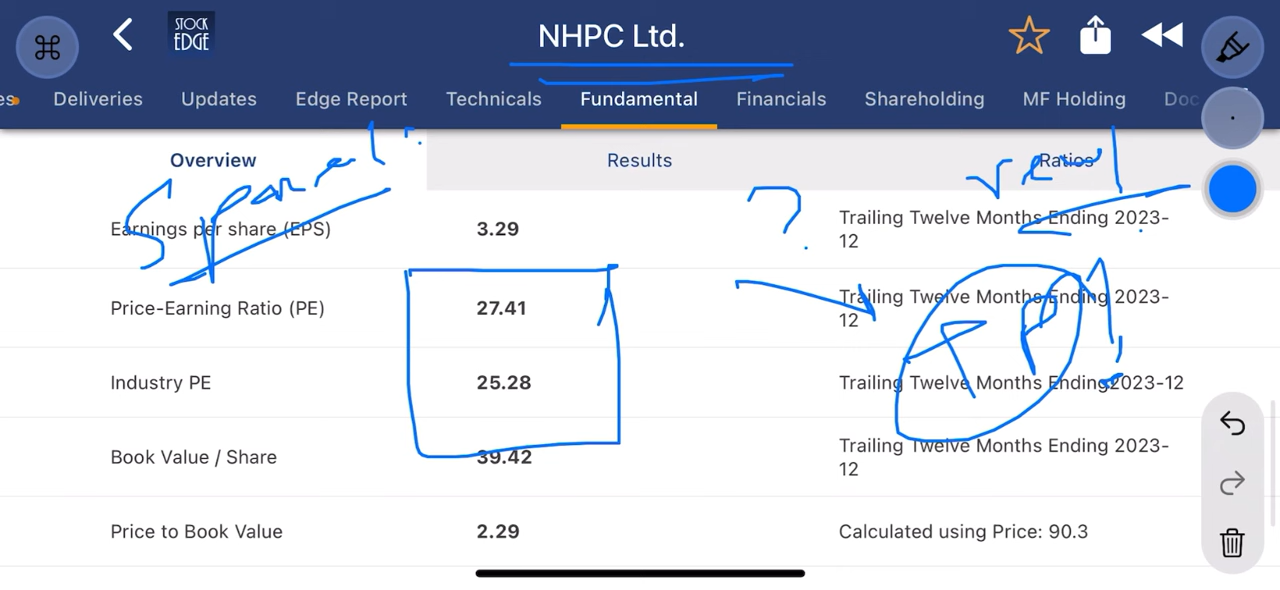 STOCK
EDGE
NHPC Ltd.
Deliveries Updates Edge Report Technicals Fundamental Financials Shareholding MF Holding
Overview Results Ratios
Earnings per share (EPS) 3.29 Trailing Twelve Months Ending 2023-
12
?
Price-Earning Ratio (PE) 27.41 Trailing Twelve Months Ending 2023-
12
Industry PE 25.28 Trailing Twelve Months Ending 2023-12
Book Value / Share 39.42 Trailing Twelve Months Ending 2023-
12
Price to Book Value 2.29 Calculated using Price: 90.3